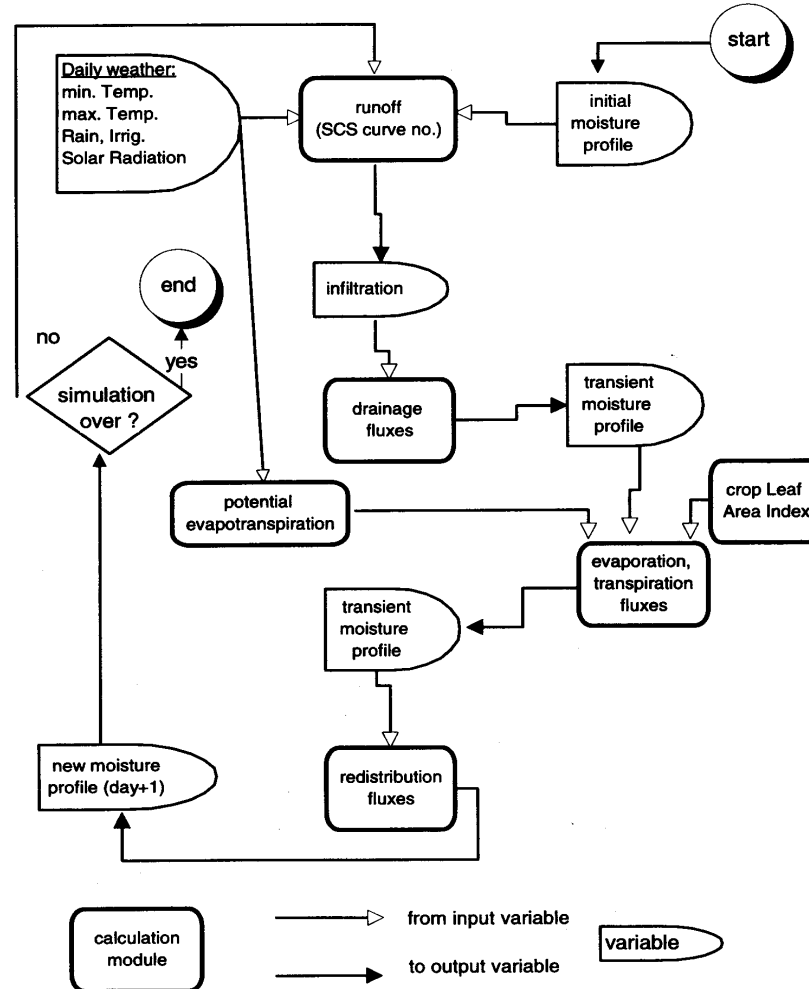 start
Daily weather:
min. Temp.
max. Temp.
Rain, Irrig.
Solar Radiation
runoff
(SCS curve no.)
initial
moisture
profile
end
infiltration
no
yes
simulation
over ?
drainage
fluxes
transient
moisture
profile
potential
evapotranspiration
crop Leaf
Area Index
evaporation,
transpiration
fluxes
transient
moisture
profile
new moisture
profile (day+1)
redistribution
fluxes
calculation
module
from input variable
to output variable
variable